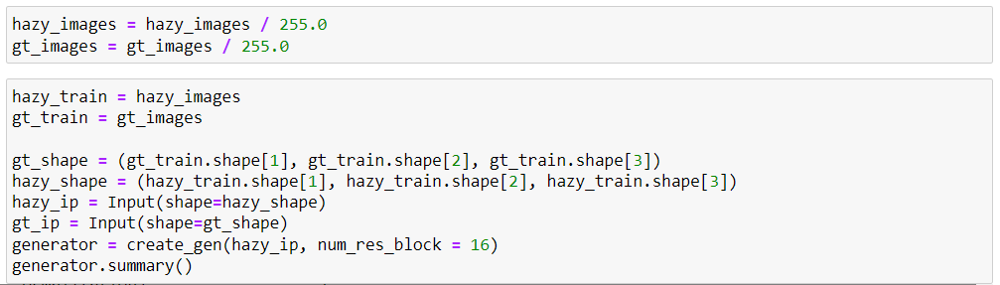 hazy_images = hazy_images / 255.0
gt_images = gt_images / 255.0
hazy_train = hazy_images
gt_train = gt_images
gt_shape = (gt_train.shape[1], gt_train.shape[2], gt_train.shape[3])
hazy_shape = (hazy_train.shape[1], hazy_train.shape[2], hazy_train.shape[3])
hazy_ip = Input(shape=hazy_shape)
gt_ip = Input(shape=gt_shape)
generator = create_gen(hazy_ip, num_res_block = 16)
generator.summary()